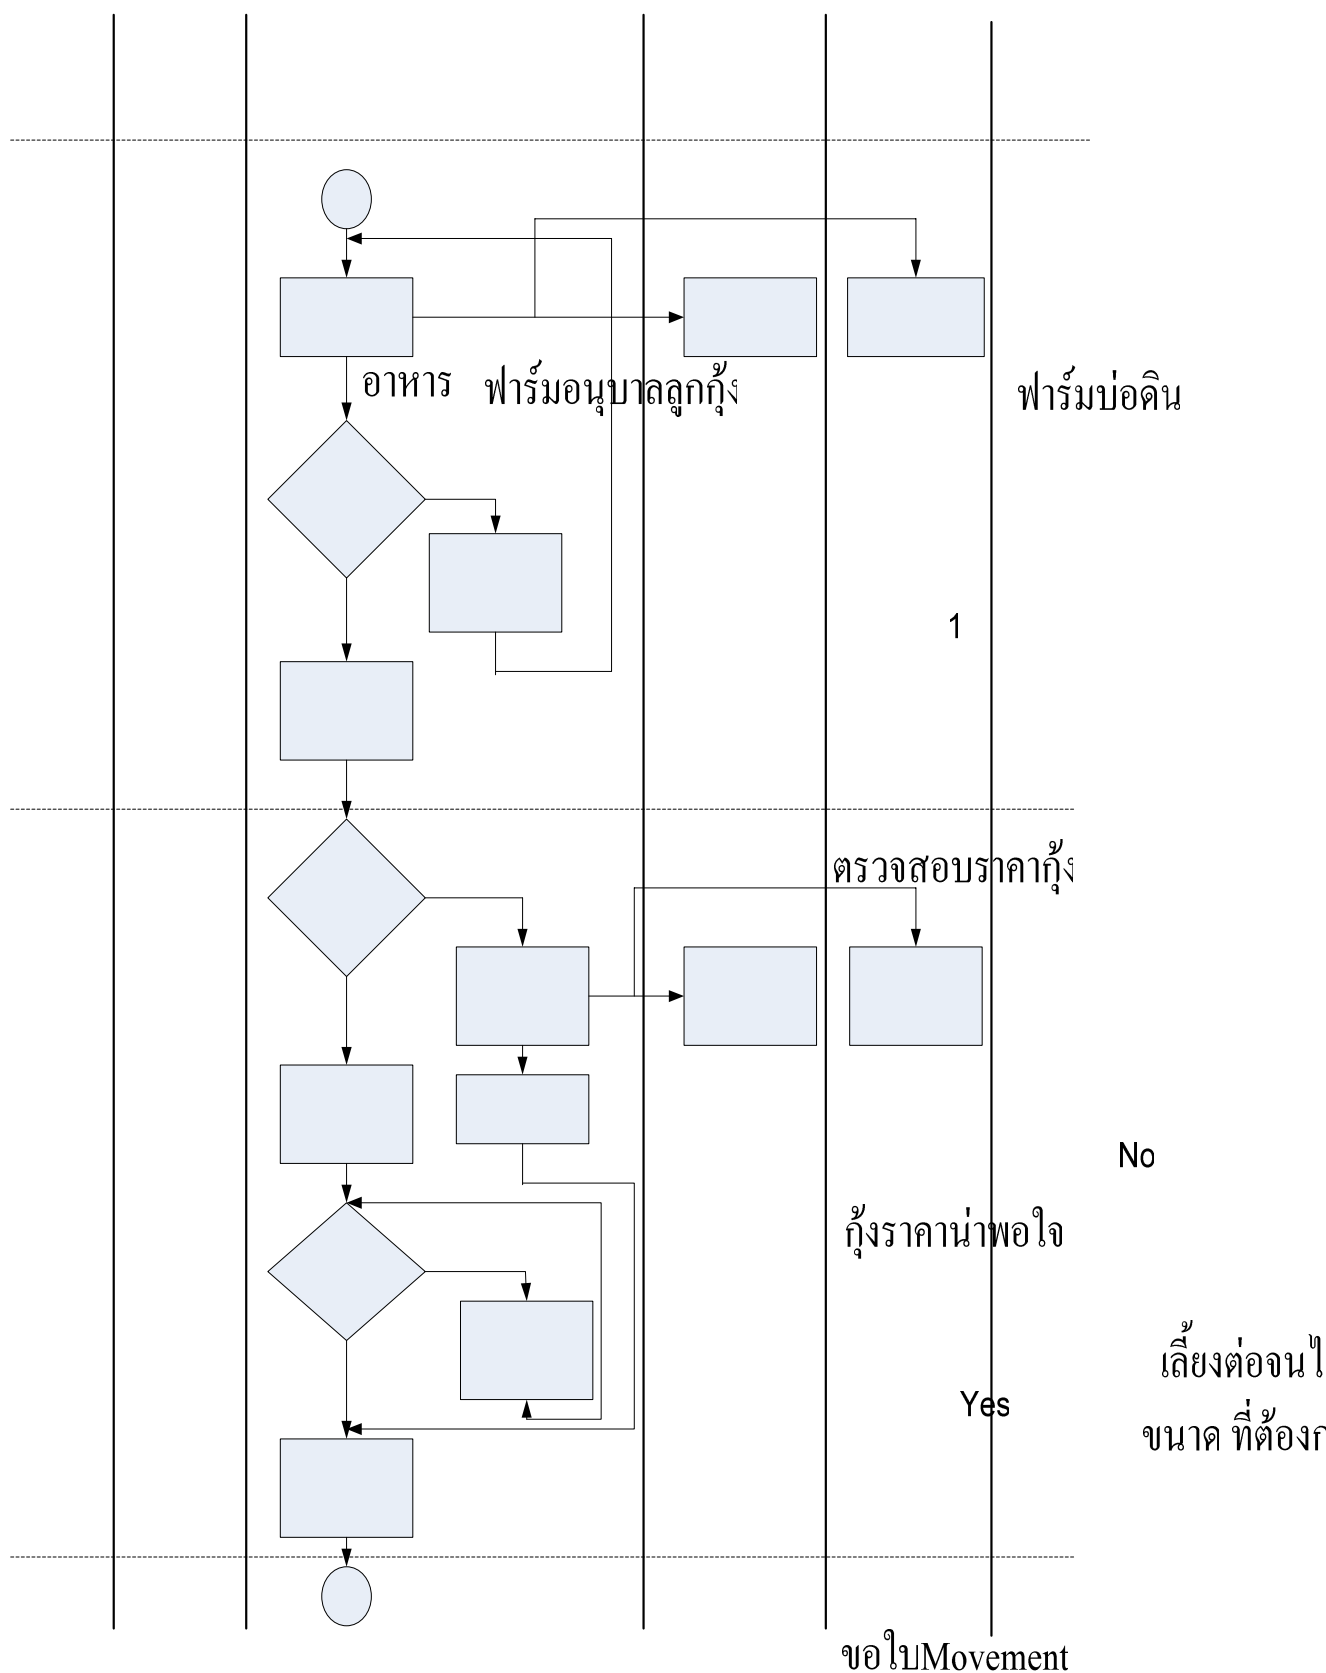 อาหาร ฟาร์มอนุบาลลูกกุ้ง ฟาร์มบ่อดิน
1
ตรวจสอบราคากุ้ง
No
กุ้งราคาน่าพอใจ
เลี้ยงต่อจนไ
Yes
ขนาด ที่ต้องก
ขอใบMovement